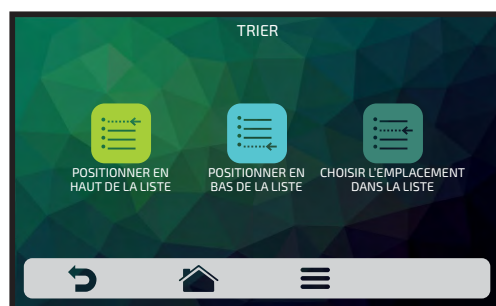 TRIER
POSITIONNER EN
HAUT DE LA LISTE
POSITIONNER EN
BAS DE LA LISTE
CHOISIR L'EMPLACEMENT
DANS LA LISTE